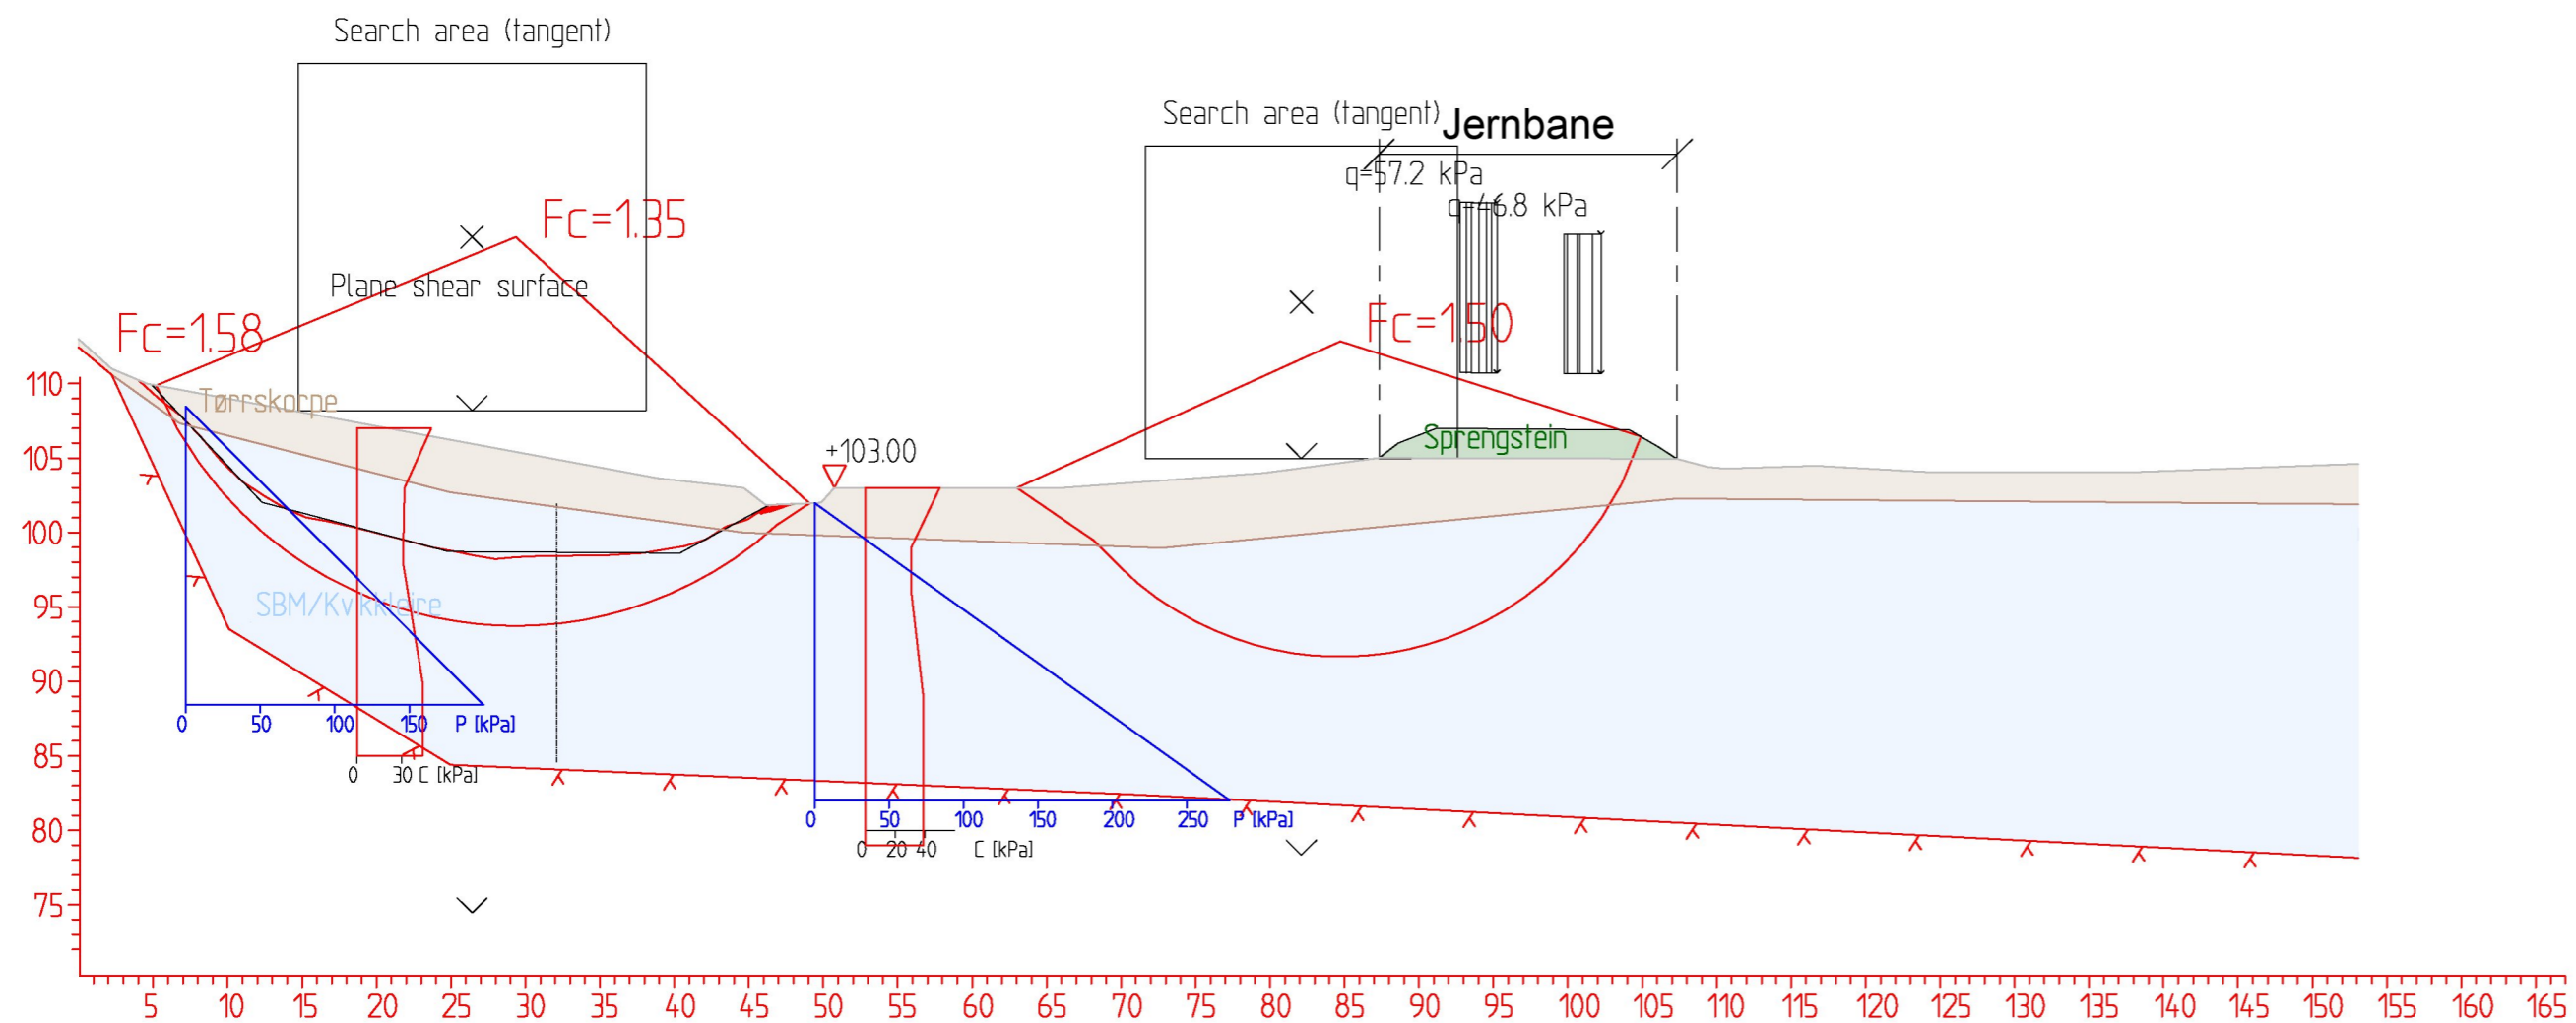 Search area (tangent)
Search area (tangent)
Jernbane
q=57.2 kPa
q=46.8 kPa
Fc=1.35
Plane shear surface
Fc=1.58
Fc=1.50
Tørrskorpe
Sprengstein
+103.00
SBM/Kvikkleire
110
105
100
95
90
85
80
75
0 50 100 150 P [kPa]
0 30 C [kPa]
0 50 100 150 200 250 P [kPa]
0 20 40 C [kPa]
5 10 15 20 25 30 35 40 45 50 55 60 65 70 75 80 85 90 95 100 105 110 115 120 125 130 135 140 145 150 155 160 165